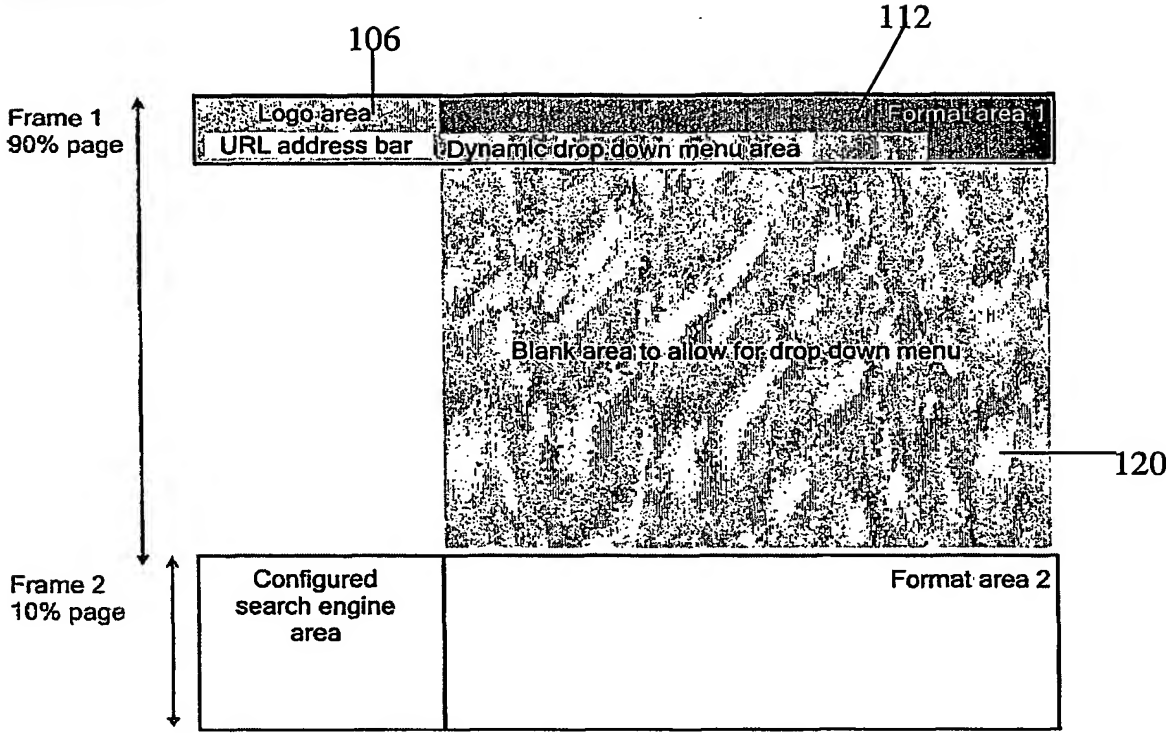 106
112
Frame 1
90% page
Logo area
Format area 1
URL address bar
Dynamic drop down menu area
Blank area to allow for drop down menu
120
Frame 2
10% page
Configured
search engine
area
Format area 2